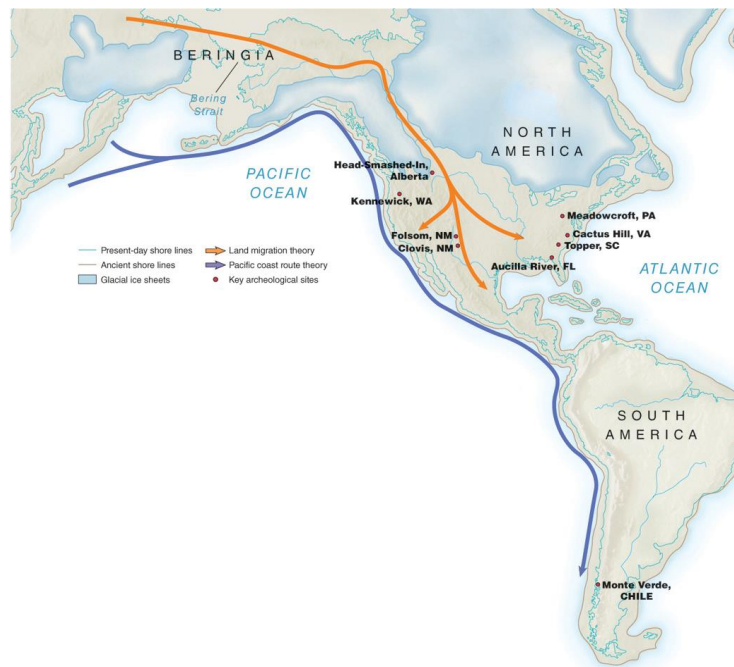 BERINGIA
Bering
Strait
NORTH
AMERICA
PACIFIC
OCEAN
Head-Smashed-In,
Alberta
Kennewick, WA
Meadowcroft, PA
Folsom, NM
Clovis, NM
Cactus Hill, VA
Topper, SC
Aucilla River, FL
ATLANTIC
OCEAN
Present-day shore lines
Ancient shore lines
Glacial ice sheets
Land migration theory
Pacific coast route theory
Key archeological sites
SOUTH
AMERICA
Monte Verde,
CHILE